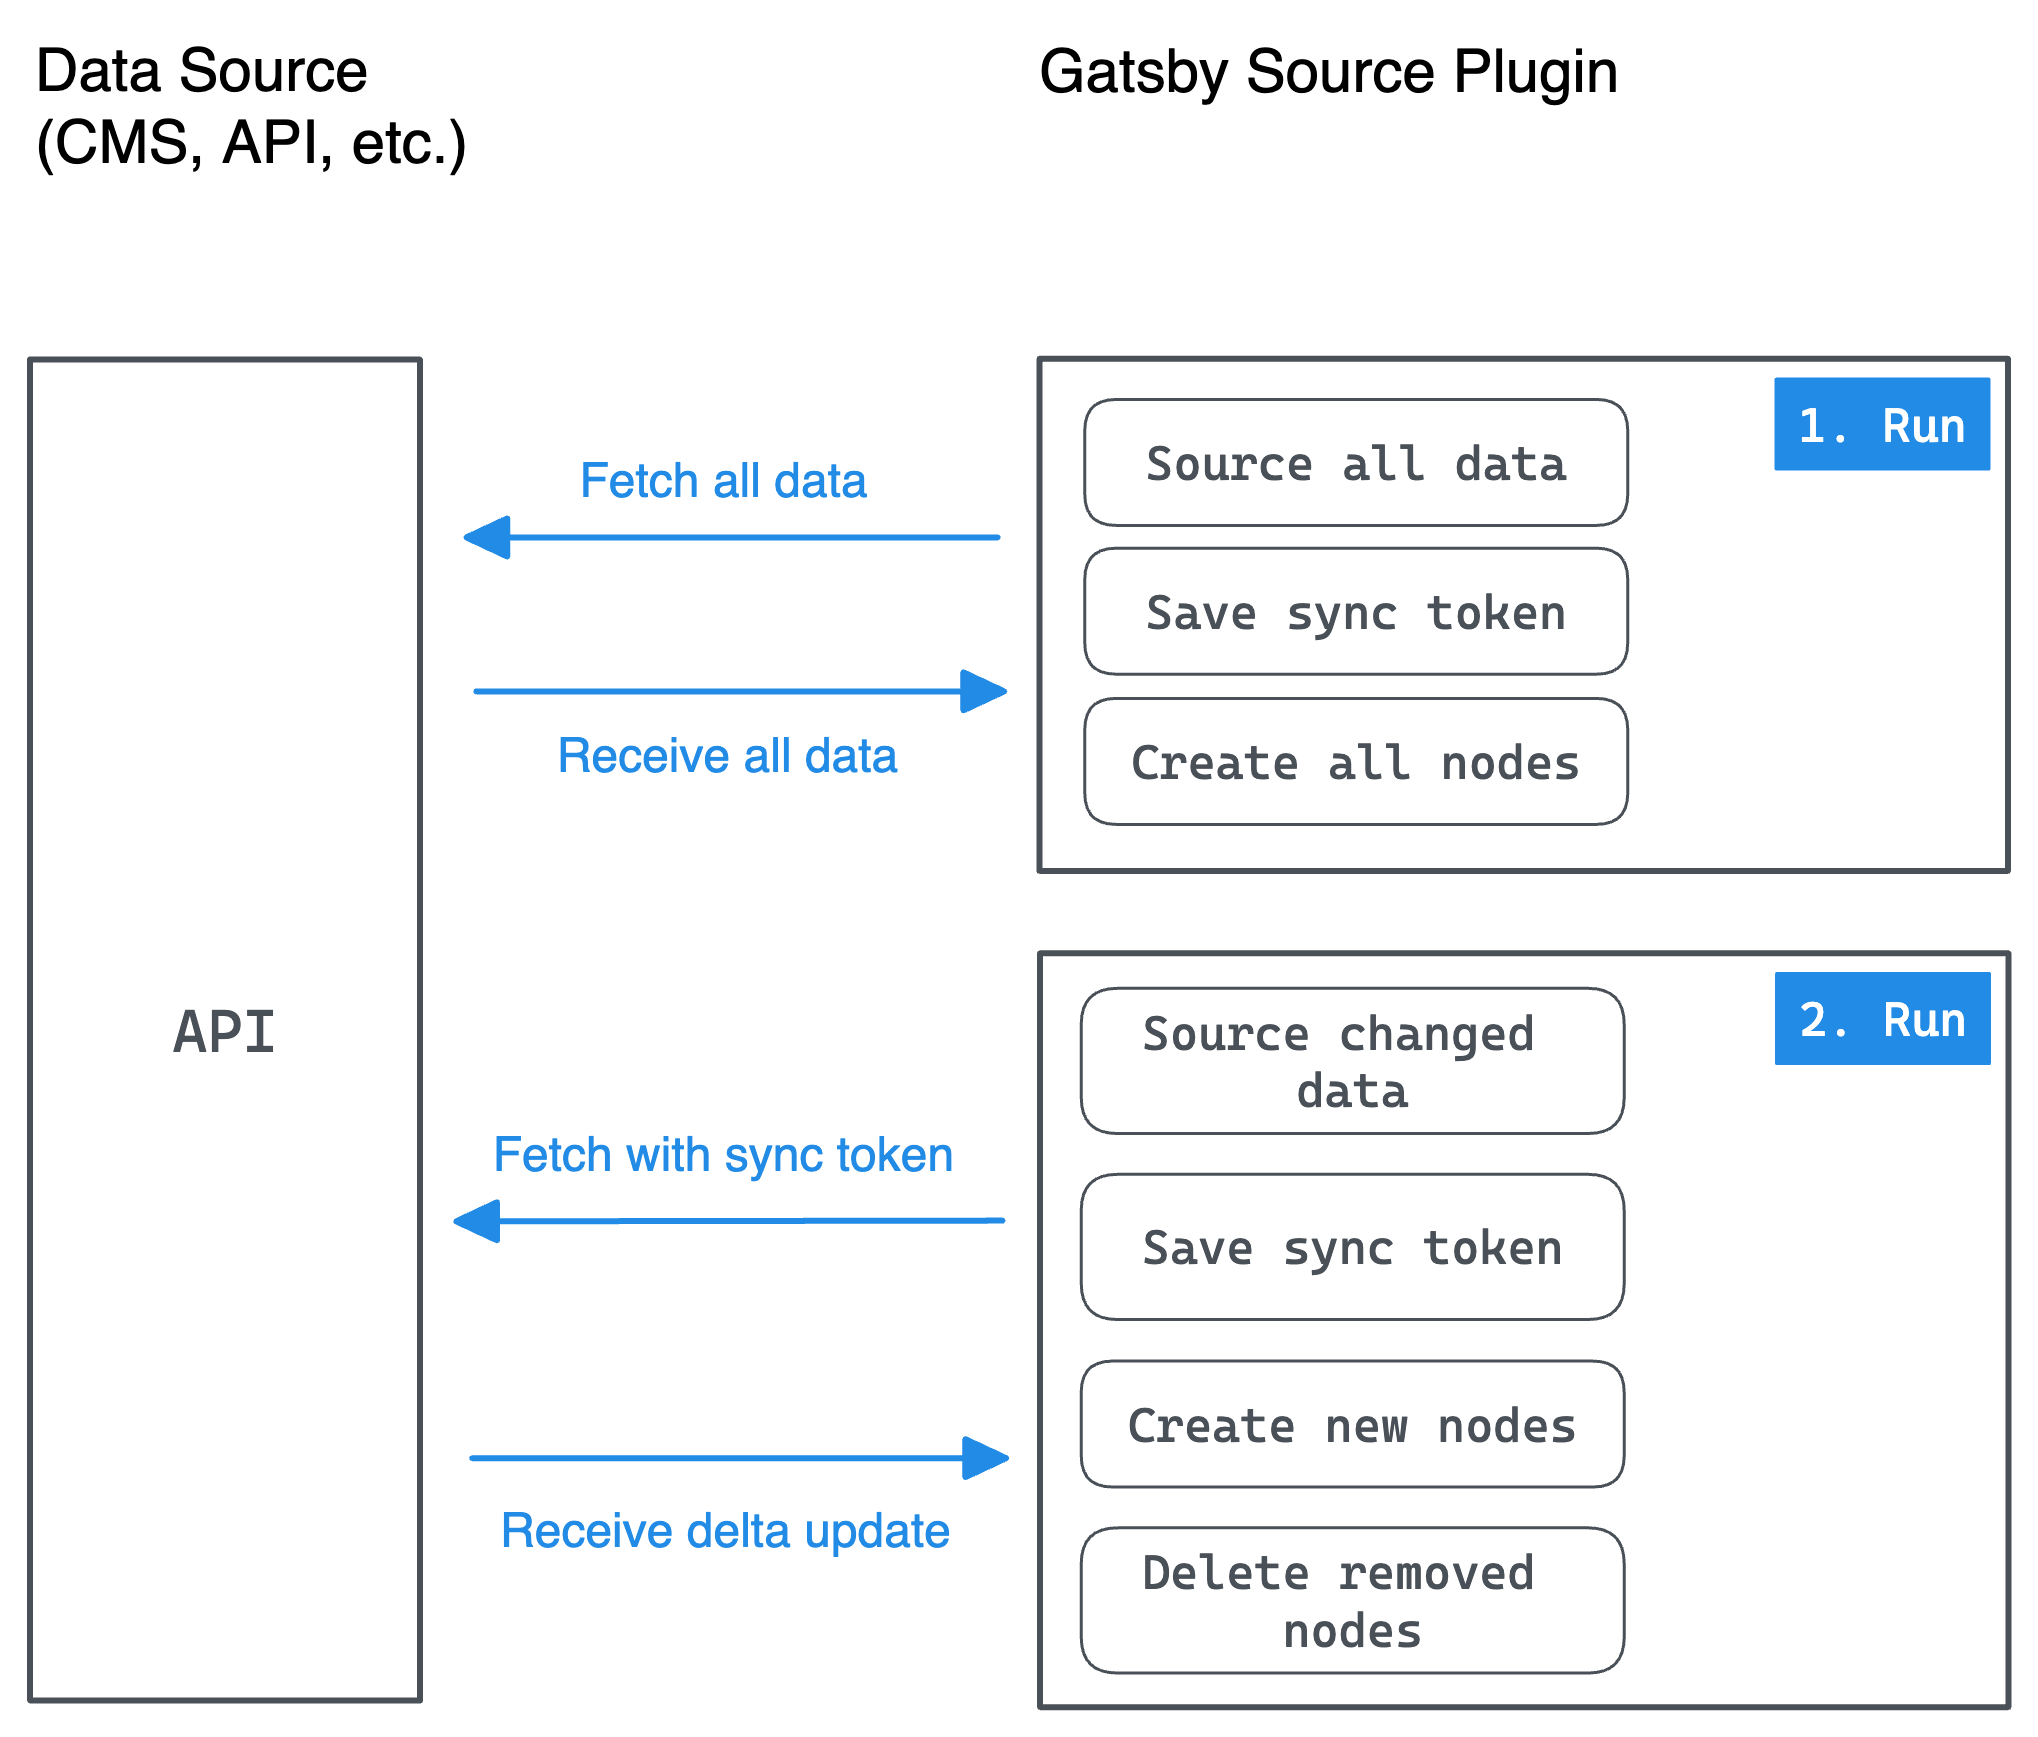 Data Source
(CMS, API, etc.)
Gatsby Source Plugin
API
Fetch all data
Receive all data
1. Run
Source all data
Save sync token
Create all nodes
Fetch with sync token
Receive delta update
2. Run
Source changed
data
Save sync token
Create new nodes
Delete removed
nodes